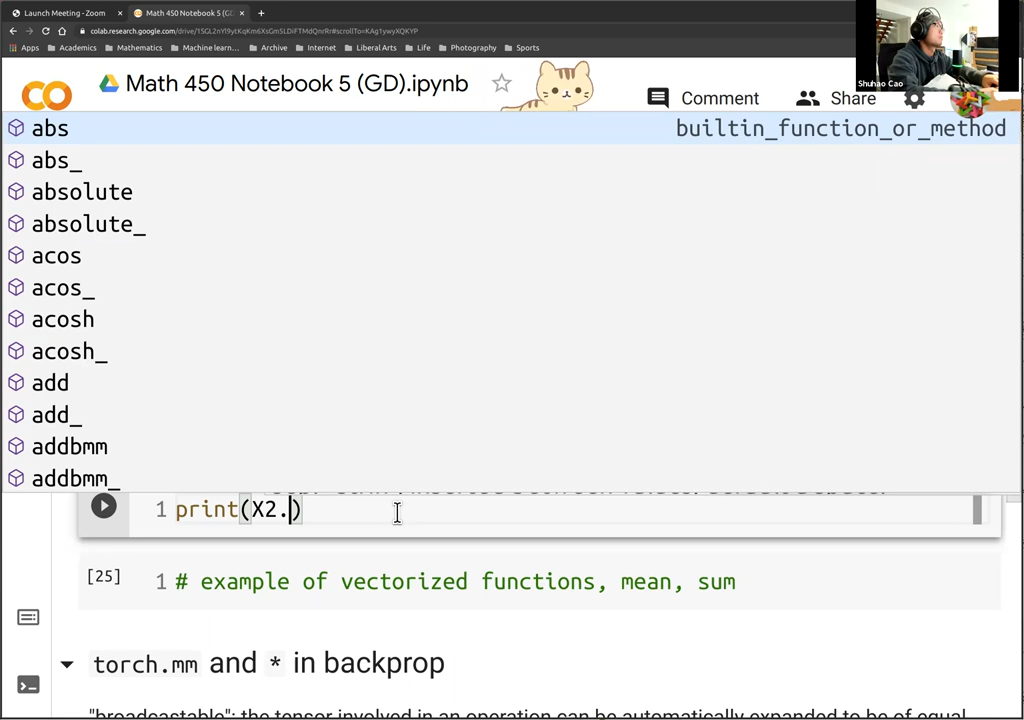 Launch Meeting - Zoom
Math 450 Notebook 5 (GD
colab.research.google.com/drive/
Apps Academics Mathematics Machine learn... Archive Internet Liberal Arts Life Photography Sports
Shuhao Cao
Math 450 Notebook 5 (GD).ipynb
Comment
Share
abs builtin_function_or_method
abs_
absolute
absolute_
acos
acos_
acosh
acosh_
add
add_
addbmm
addbmm_
1 print(X2.)
[25] 1 # example of vectorized functions, mean, sum
torch.mm and * in backprop
"broadcastable": the tensor involved in an operation can be automatically expanded to be of equal